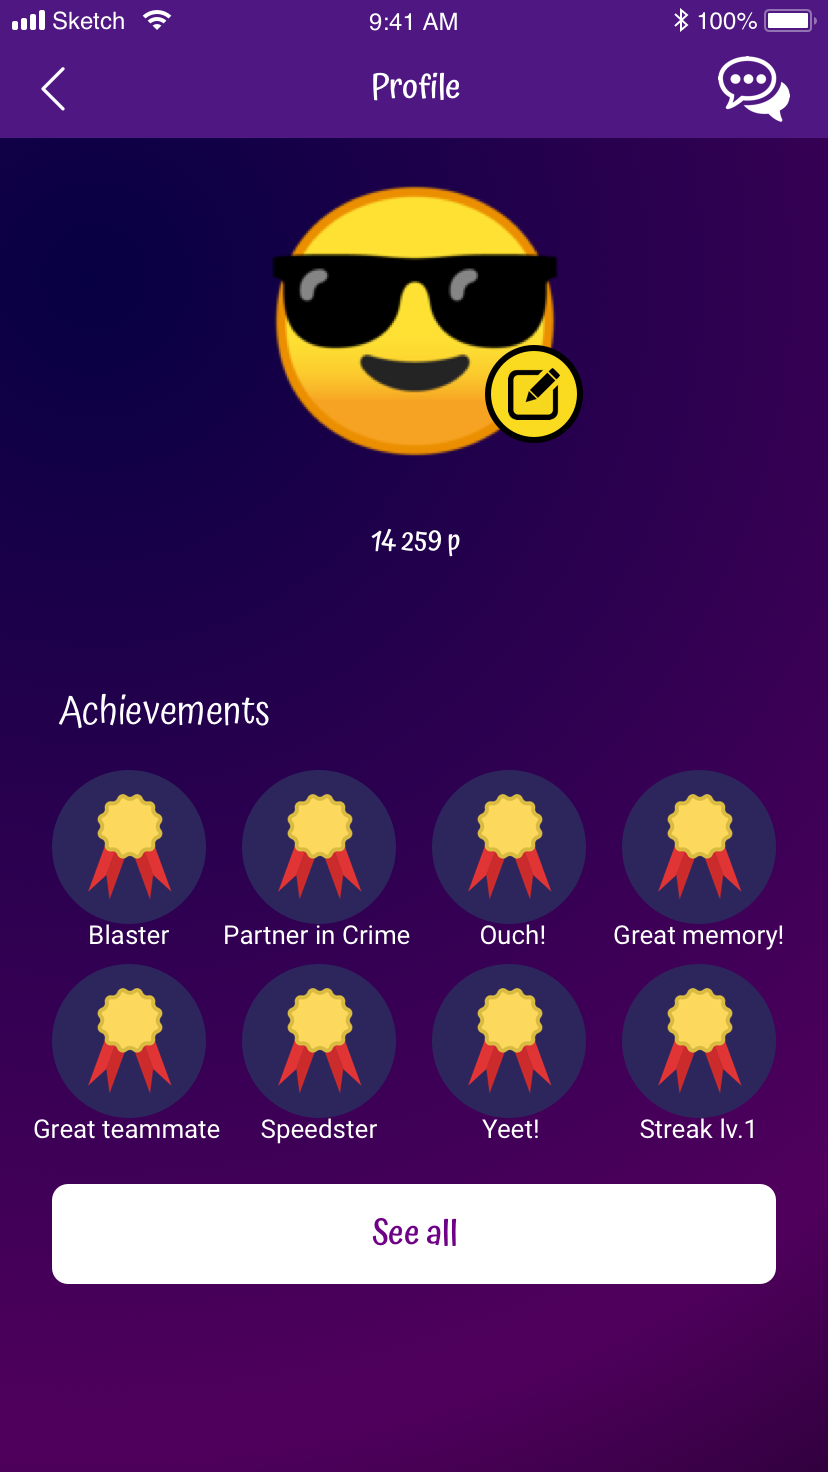 Sketch 9:41 AM 100%
Profile
14 259 p
Achievements
Blaster Partner in Crime Ouch! Great memory!
Great teammate Speedster Yeet! Streak lv.1
See all